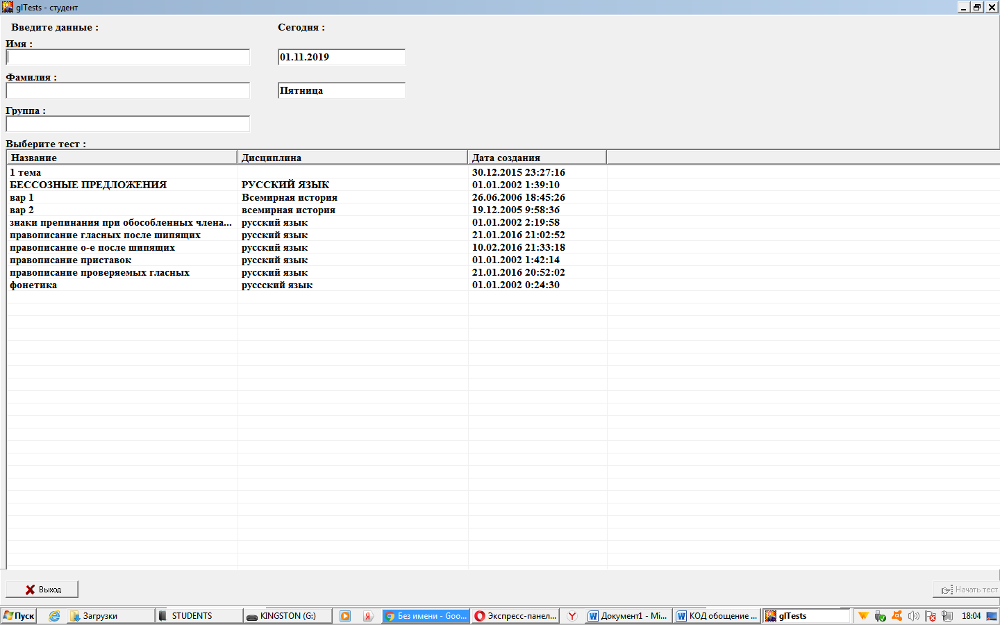 glTests - студент
Введите данные : Сегодня :
Имя :
01.11.2019
Фамилия :
Пятница
Группа :
Выберите тест :
Название Дисциплина Дата создания
1 тема 30.12.2015 23:27:16
БЕССОЗНЫЕ ПРЕДЛОЖЕНИЯ РУССКИЙ ЯЗЫК 01.01.2002 1:39:10
вар 1 Всемирная история 26.06.2006 18:45:26
вар 2 всемирная история 19.12.2005 9:58:36
знаки препинания при обособленных члена... русский язык 01.01.2002 2:19:58
правописание гласных после шипящих русский язык 21.01.2016 21:02:52
правописание о-е после шипящих русский язык 10.02.2016 21:33:18
правописание приставок русский язык 01.01.2002 1:42:14
правописание проверяемых гласных русский язык 21.01.2016 20:52:02
фонетика руссский язык 01.01.2002 0:24:30
Выход Начать тест
Пуск Загрузки STUDENTS KINGSTON (G:) Без имени - Goo... Экспресс-панел... Документ1 - Mi... КОД обощение ... glTests 18:04